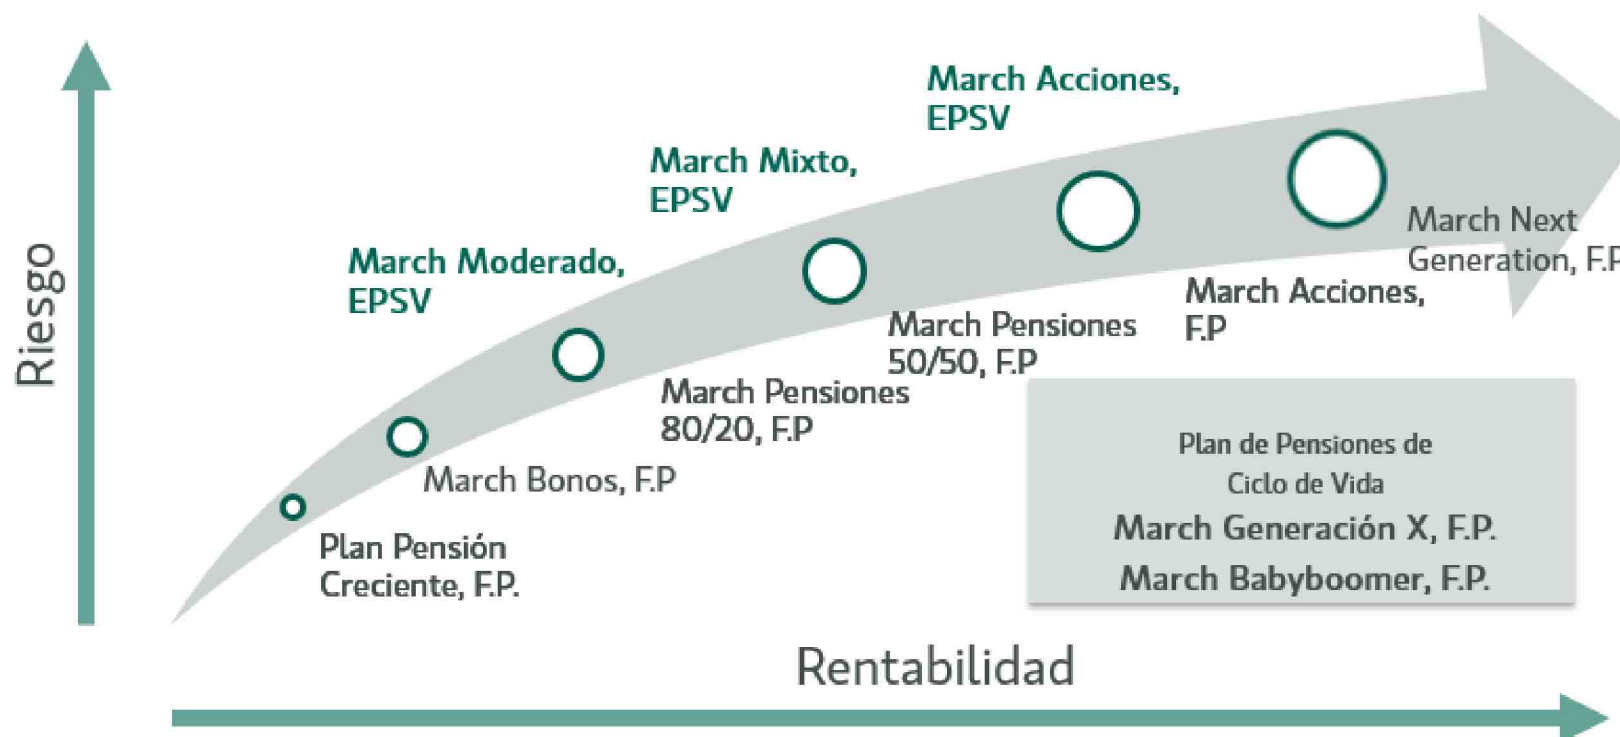 March Acciones,
EPSV
March Mixto,
EPSV
March Moderado,
EPSV
Riesgo
March Next
Generation, F.P
March Acciones,
F.P
March Pensiones
50/50, F.P
March Pensiones
80/20, F.P
March Bonos, F.P
Plan Pensión
Creciente, F.P.
Plan de Pensiones de
Ciclo de Vida
March Generación X, F.P.
March Babyboomer, F.P.
Rentabilidad